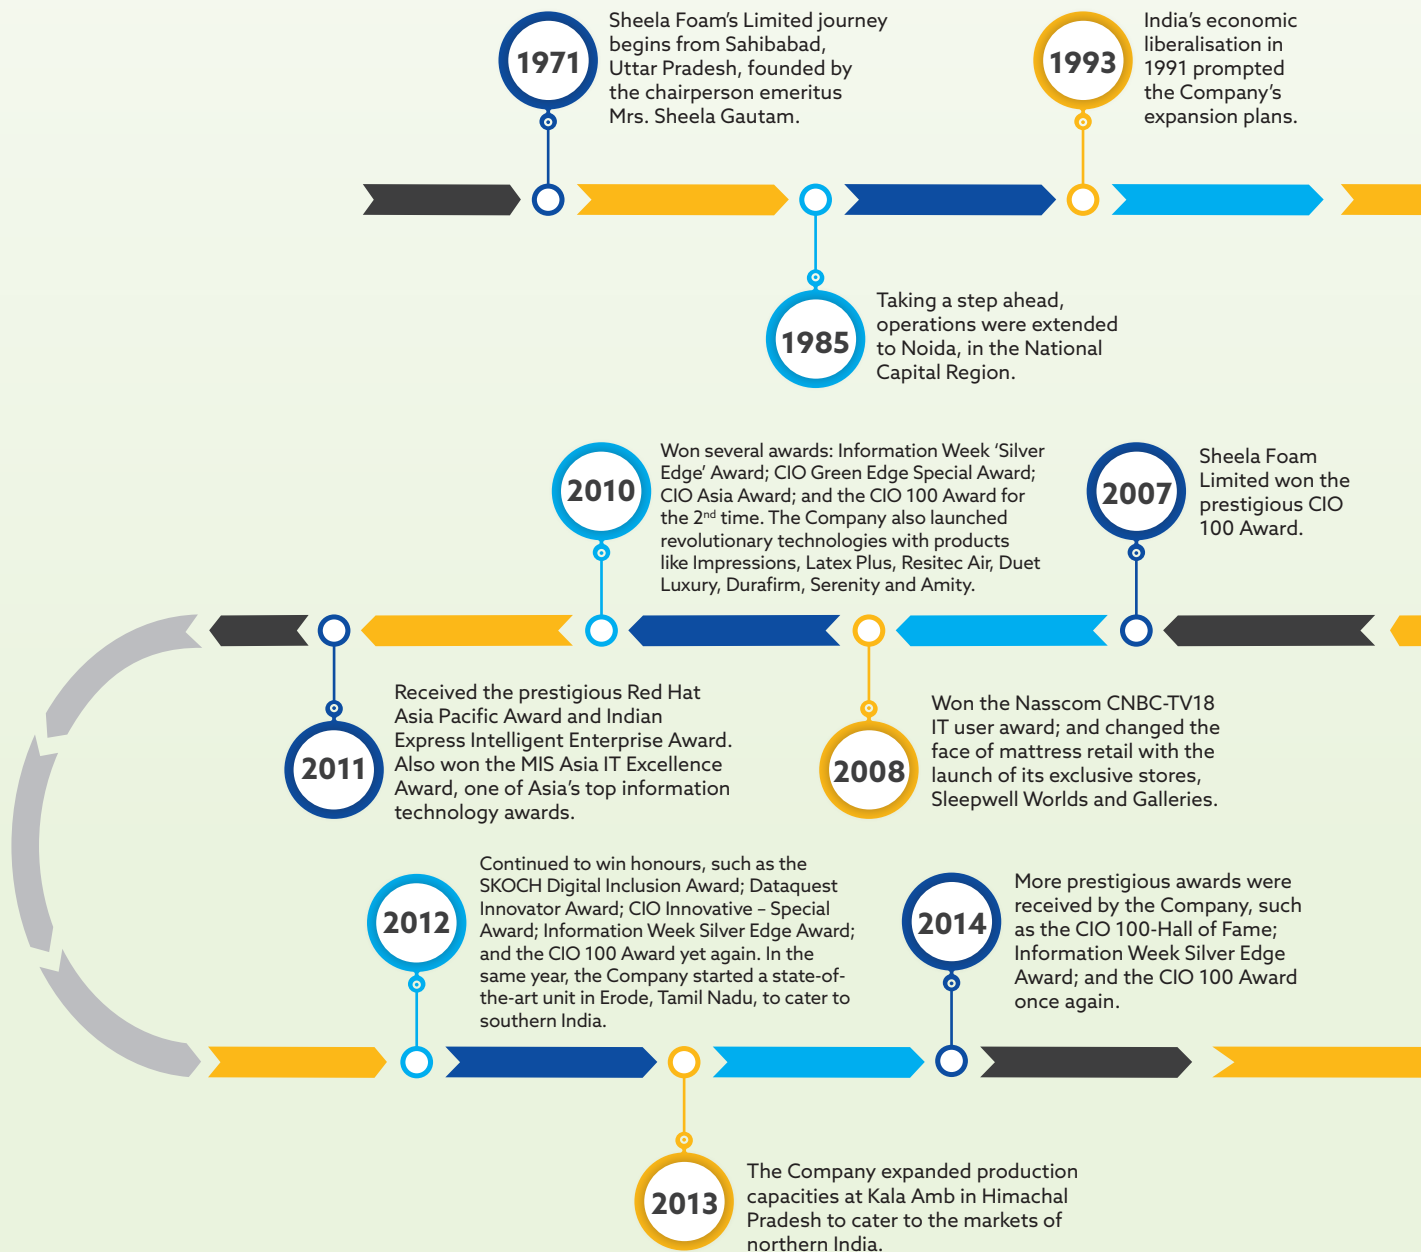 1971
Sheela Foam’s Limited journey
begins from Sahibabad,
Uttar Pradesh, founded by
the chairperson emeritus
Mrs. Sheela Gautam.
1993
India’s economic
liberalisation in
1991 prompted
the Company’s
expansion plans.
1985
Taking a step ahead,
operations were extended
to Noida, in the National
Capital Region.
2010
Won several awards: Information Week ‘Silver
Edge’ Award; CIO Green Edge Special Award;
CIO Asia Award; and the CIO 100 Award for
the 2nd time. The Company also launched
revolutionary technologies with products
like Impressions, Latex Plus, Resitec Air, Duet
Luxury, Durafirm, Serenity and Amity.
2007
Sheela Foam
Limited won the
prestigious CIO
100 Award.
2011
Received the prestigious Red Hat
Asia Pacific Award and Indian
Express Intelligent Enterprise Award.
Also won the MIS Asia IT Excellence
Award, one of Asia’s top information
technology awards.
2008
Won the Nasscom CNBC-TV18
IT user award; and changed the
face of mattress retail with the
launch of its exclusive stores,
Sleepwell Worlds and Galleries.
2012
Continued to win honours, such as the
SKOCH Digital Inclusion Award; Dataquest
Innovator Award; CIO Innovative – Special
Award; Information Week Silver Edge Award;
and the CIO 100 Award yet again. In the
same year, the Company started a state-of-
the-art unit in Erode, Tamil Nadu, to cater to
southern India.
2014
More prestigious awards were
received by the Company, such
as the CIO 100-Hall of Fame;
Information Week Silver Edge
Award; and the CIO 100 Award
once again.
2013
The Company expanded production
capacities at Kala Amb in Himachal
Pradesh to cater to the markets of
northern India.